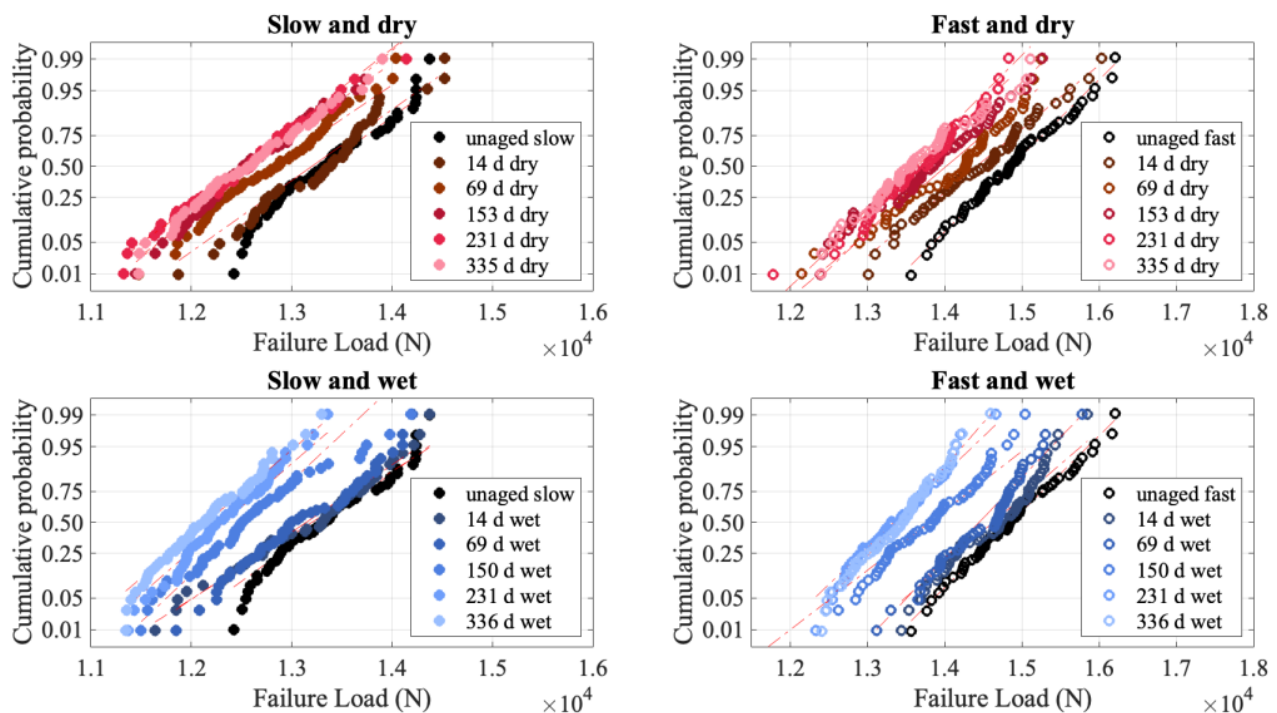 Slow and dry
Cumulative probability
0.99
0.95
0.75
0.50
0.25
0.05
0.01
unaged slow
14 d dry
69 d dry
153 d dry
231 d dry
335 d dry
1.1 1.2 1.3 1.4 1.5 1.6
Failure Load (N)
×10⁴
Fast and dry
Cumulative probability
0.99
0.95
0.75
0.50
0.25
0.05
0.01
unaged fast
14 d dry
69 d dry
153 d dry
231 d dry
335 d dry
1.2 1.3 1.4 1.5 1.6 1.7 1.8
Failure Load (N)
×10⁴
Slow and wet
Cumulative probability
0.99
0.95
0.75
0.50
0.25
0.05
0.01
unaged slow
14 d wet
69 d wet
150 d wet
231 d wet
336 d wet
1.1 1.2 1.3 1.4 1.5 1.6
Failure Load (N)
×10⁴
Fast and wet
Cumulative probability
0.99
0.95
0.75
0.50
0.25
0.05
0.01
unaged fast
14 d wet
69 d wet
150 d wet
231 d wet
336 d wet
1.2 1.3 1.4 1.5 1.6 1.7 1.8
Failure Load (N)
×10⁴